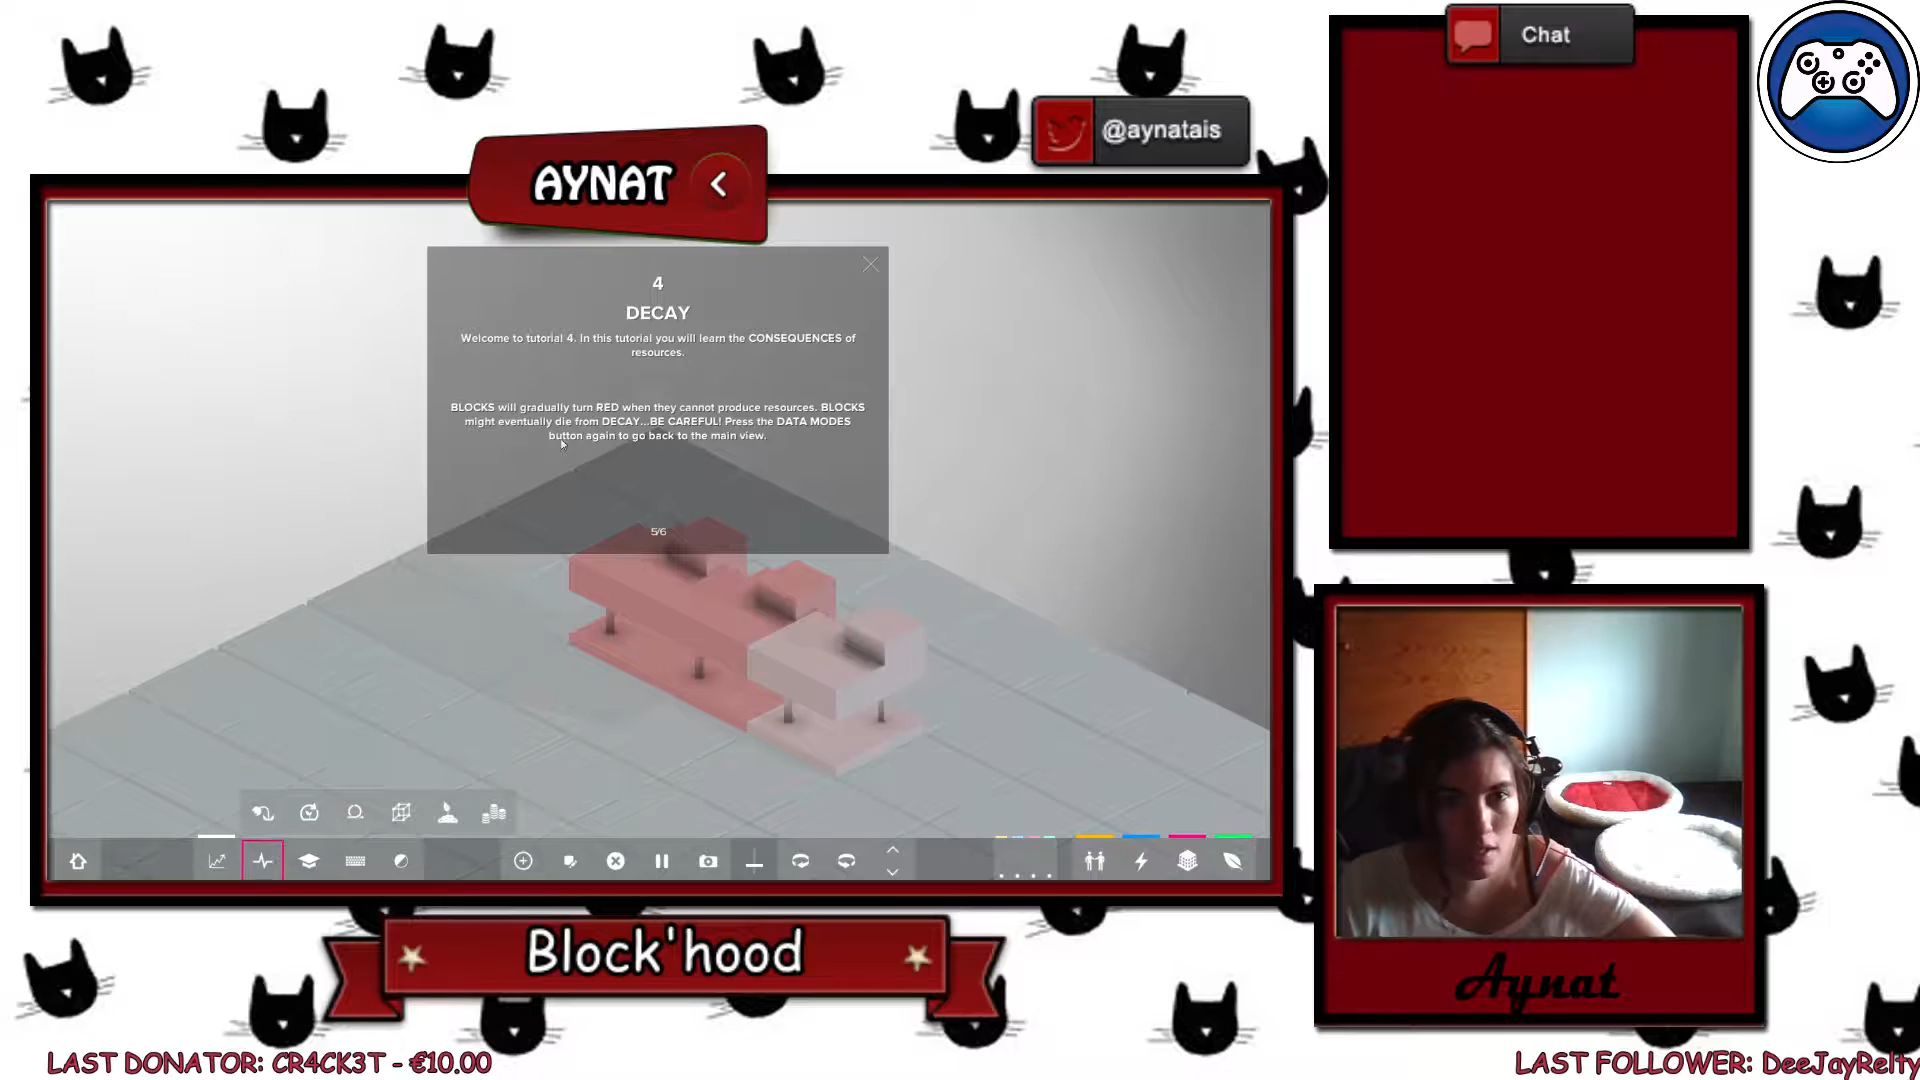 Chat
@aynatais
AYNAT
4
DECAY
Welcome to tutorial 4. In this tutorial you will learn the CONSEQUENCES of
resources.
BLOCKS will gradually turn RED when they cannot produce resources. BLOCKS
might eventually die from DECAY...BE CAREFUL! Press the DATA MODES
button again to go back to the main view.
5/6
Block'hood
Aynat
LAST DONATOR: CR4CK3T - €10.00
LAST FOLLOWER: DeeJayRelty